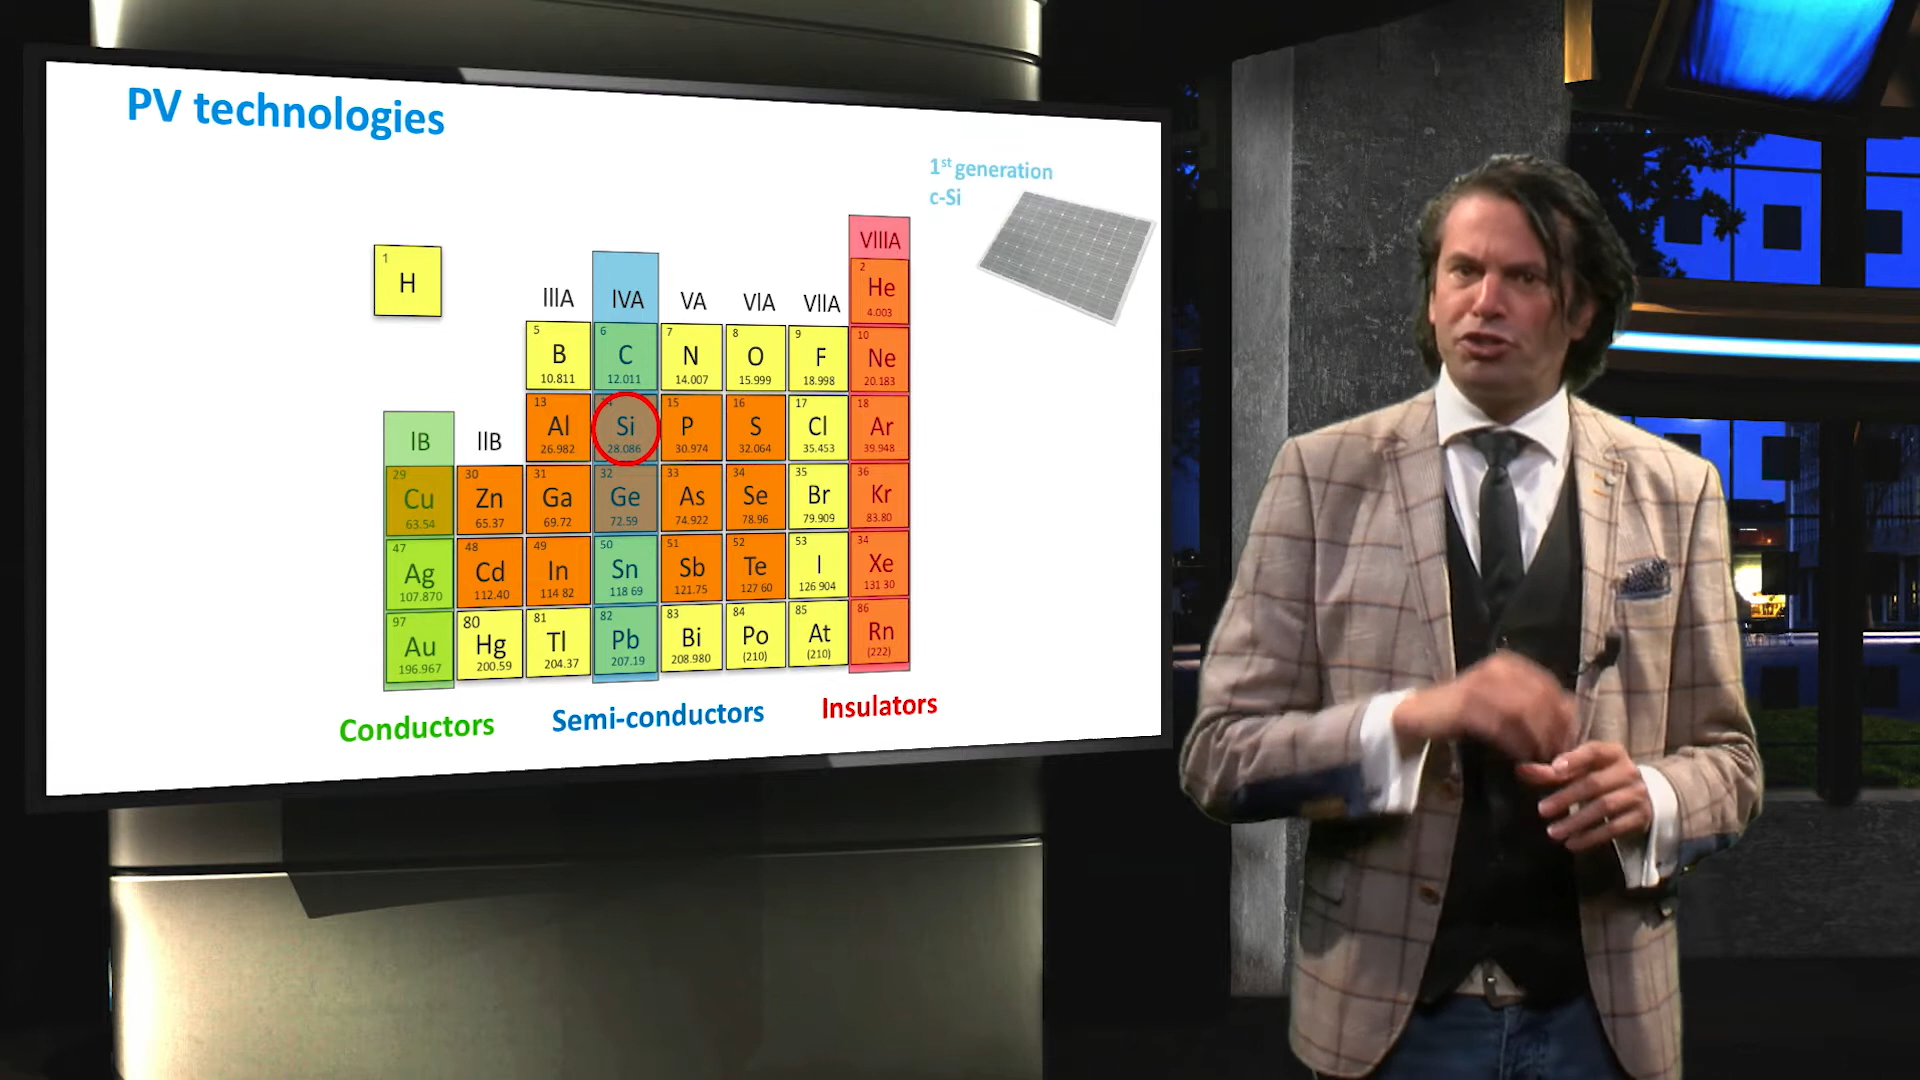 PV technologies
1st generation
c-Si
VIIIA
1
H
2
He
4.003
IIIA IVA VA VIA VIIA
5 6 7 8 9 10
B C N O F Ne
10.811 12.011 14.007 15.999 18.998 20.183
13 14 15 16 17 18
Al Si P S Cl Ar
26.982 28.086 30.974 32.064 35.453 39.948
IB IIB
29 30 31 32 33 34 35 36
Cu Zn Ga Ge As Se Br Kr
63.54 65.37 69.72 72.59 74.922 78.96 79.909 83.80
47 48 49 50 51 52 53 34
Ag Cd In Sn Sb Te I Xe
107.870 112.40 114 82 118 69 121.75 127 60 126 904 131 30
97 80 81 82 83 84 85 86
Au Hg Tl Pb Bi Po At Rn
196.967 200.59 204.37 207.19 208.980 (210) (210) (222)
Conductors Semi-conductors Insulators